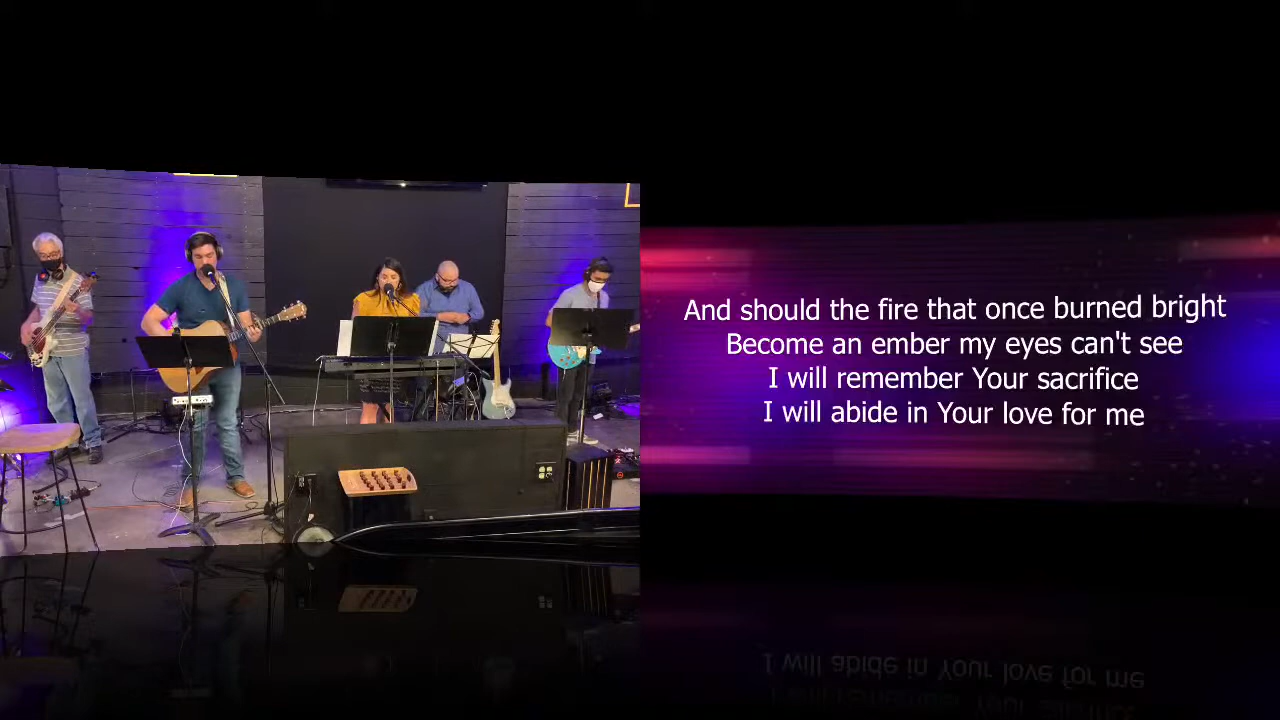 And should the fire that once burned bright
Become an ember my eyes can't see
I will remember Your sacrifice
I will abide in Your love for me